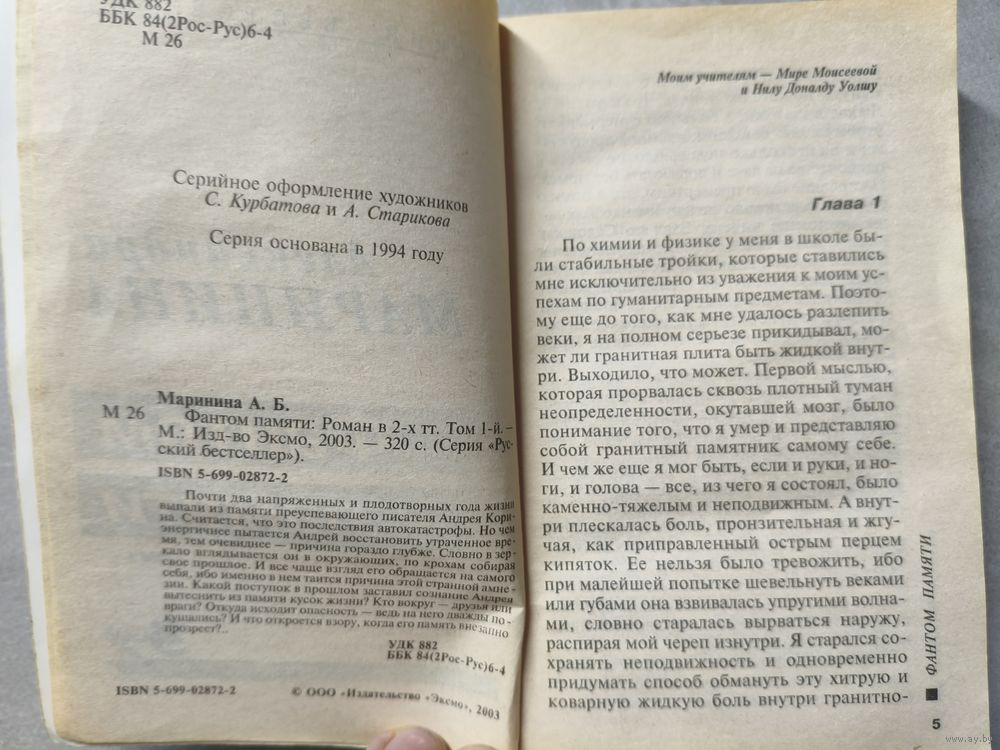 УДК 882
ББК 84(2Рос-Рус)6-4
М 26
Серийное оформление художников
С. Курбатова и А. Старикова
Серия основана в 1994 году
Маринина А. Б.
М 26 Фантом памяти: Роман в 2-х тт. Том 1-й. –
М.: Изд-во Эксмо, 2003. — 320 с. (Серия «Рус-
ский бестселлер»).
ISBN 5-699-02872-2
Почти два напряженных и плодотворных года жизни
выпали из памяти преуспевающего писателя Андрея Кори-
на. Считается, что это последствия автокатастрофы. Но чем
энергичнее пытается Андрей восстановить утраченное вре-
мя, тем очевиднее — причина гораздо глубже. Словно в зер-
кало вглядывается он в окружающих, по крохам собирая
свое прошлое. И все чаще взгляд его обращается на самого
себя, ибо именно в нем таится причина этой странной амне-
зии. Какой поступок в прошлом заставил сознание Андрея
вытеснить из памяти кусок жизни? Кто вокруг — друзья или
враги? Откуда исходит опасность — ведь на него дважды по-
кушались? И что откроется взору, когда его память внезапно
прозреет?..
УДК 882
ББК 84(2Рос-Рус)6-4
ISBN 5-699-02872-2 © ООО «Издательство «Эксмо», 2003
Моим учителям — Мире Моисеевой
и Нилу Доналду Уолшу
Глава 1
По химии и физике у меня в школе бы-
ли стабильные тройки, которые ставились
мне исключительно из уважения к моим ус-
пехам по гуманитарным предметам. Поэто-
му еще до того, как мне удалось разлепить
веки, я на полном серьезе прикидывал, мо-
жет ли гранитная плита быть жидкой внут-
ри. Выходило, что может. Первой мыслью,
которая прорвалась сквозь плотный туман
неопределенности, окутавшей мозг, было
понимание того, что я умер и представляю
собой гранитный памятник самому себе.
И чем же еще я мог быть, если и руки, и но-
ги, и голова — все, из чего я состоял, было
каменно-тяжелым и неподвижным. А внут-
ри плескалась боль, пронзительная и жгу-
чая, как приправленный острым перцем
кипяток. Ее нельзя было тревожить, ибо
при малейшей попытке шевельнуть веками
или губами она взвивалась упругими волна-
ми, словно старалась вырваться наружу,
распирая мой череп изнутри. Я старался со-
хранять неподвижность и одновременно
придумать способ обмануть эту хитрую и
коварную жидкую боль внутри гранитно-
ФАНТОМ ПАМЯТИ
5
www.ay.by